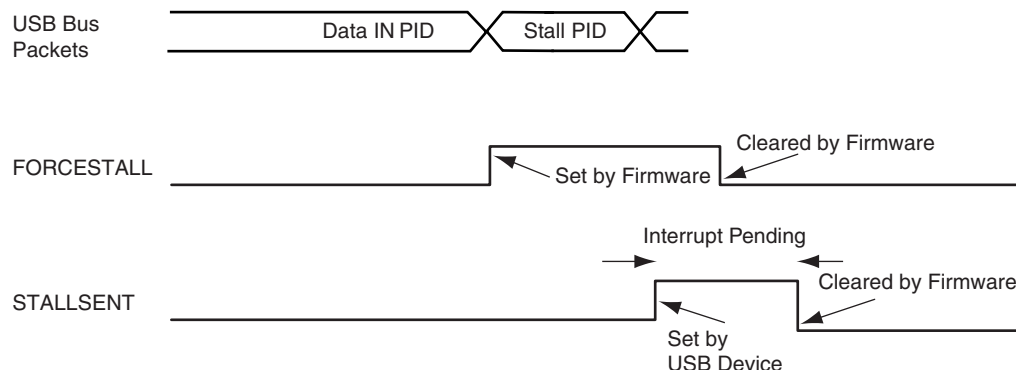 USB Bus
Packets
Data IN PID
Stall PID
FORCESTALL
Set by Firmware
Cleared by Firmware
Interrupt Pending
STALLSENT
Set by
USB Device
Cleared by Firmware